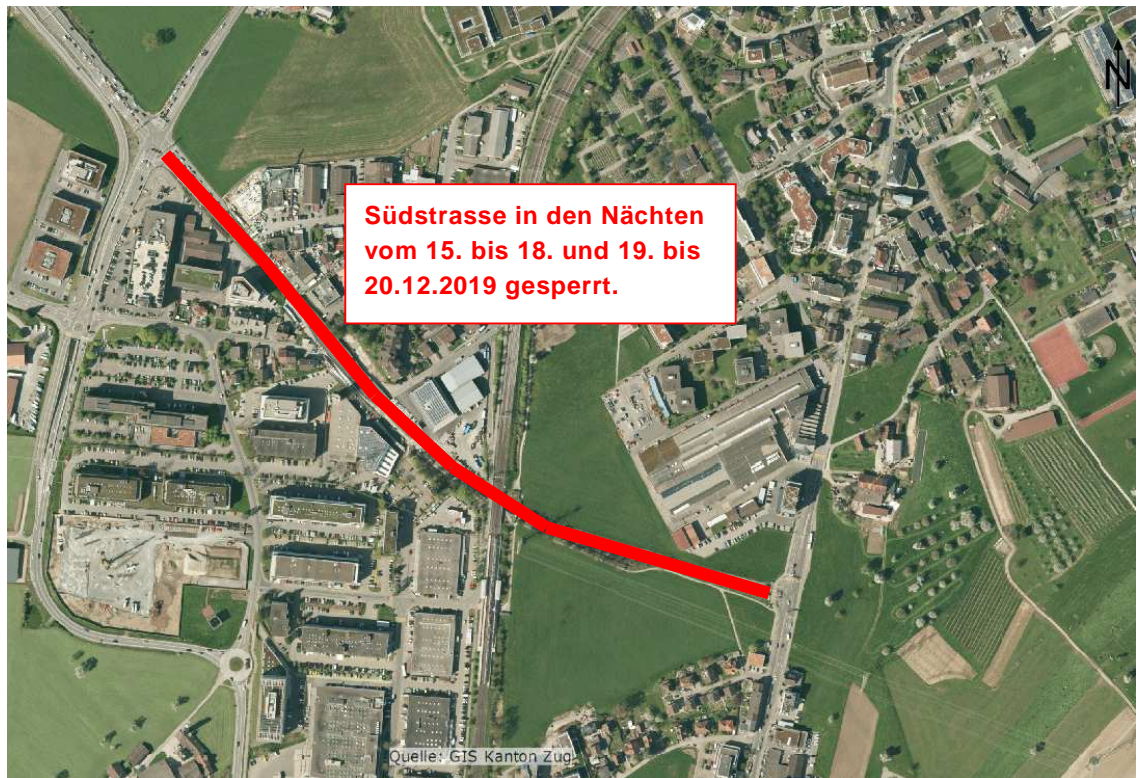 N
Südstrasse in den Nächten
vom 15. bis 18. und 19. bis
20.12.2019 gesperrt.
Quelle: GIS Kanton Zug